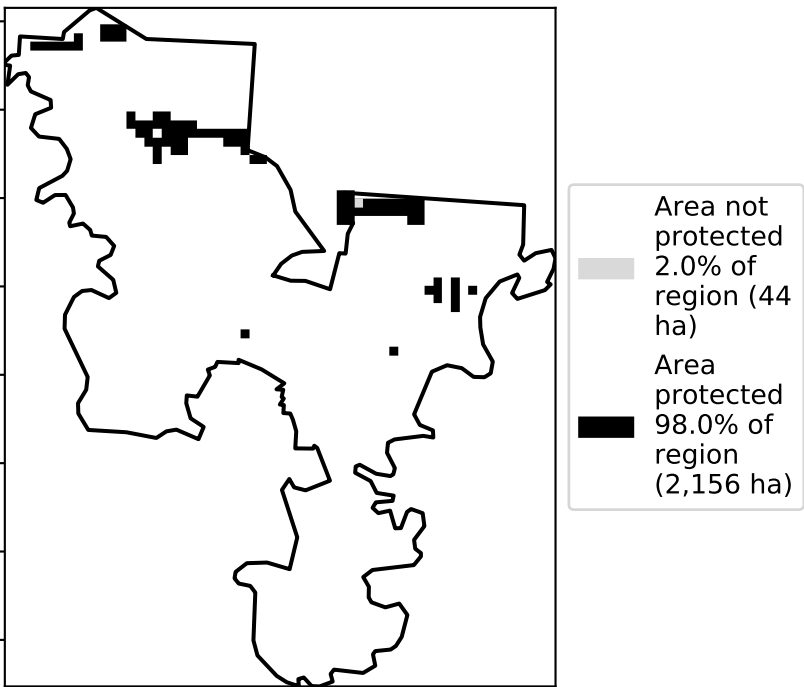 Area not
protected
2.0% of
region (44
ha)
Area
protected
98.0% of
region
(2,156 ha)